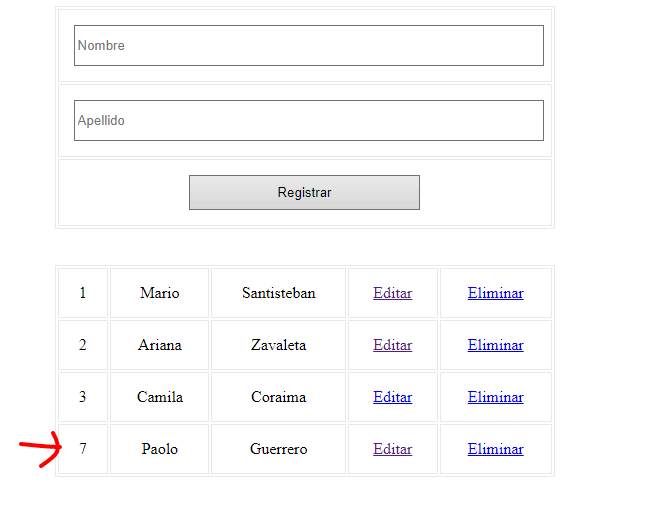 Nombre
Apellido
Registrar
1 Mario Santisteban Editar Eliminar
2 Ariana Zavaleta Editar Eliminar
3 Camila Coraima Editar Eliminar
7 Paolo Guerrero Editar Eliminar